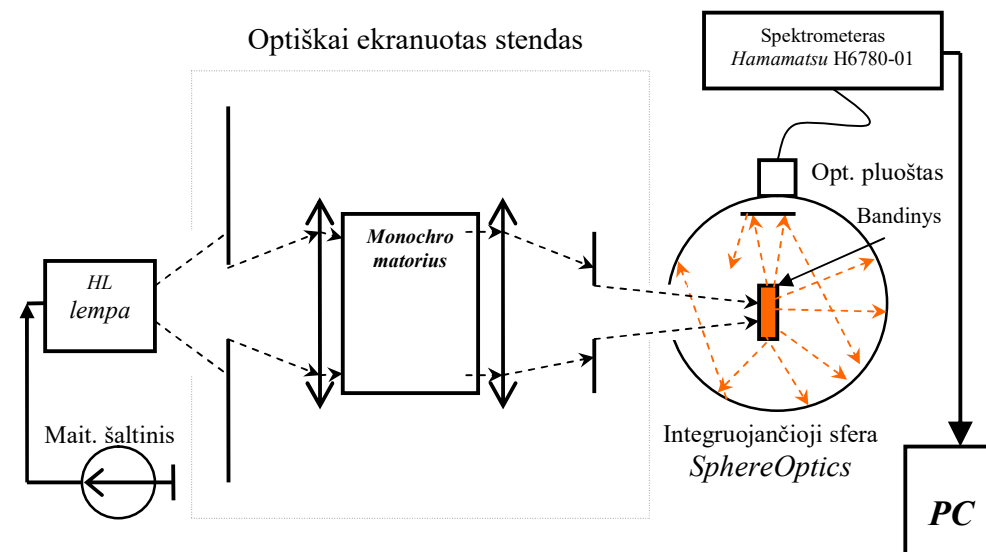 Optiškai ekranuotas stendas
Spektrometeras
Hamamatsu H6780-01
Opt. pluoštas
Bandinys
Monochro
matorius
HL
lempa
Mait. šaltinis
Integruojančioji sfera
SphereOptics
PC